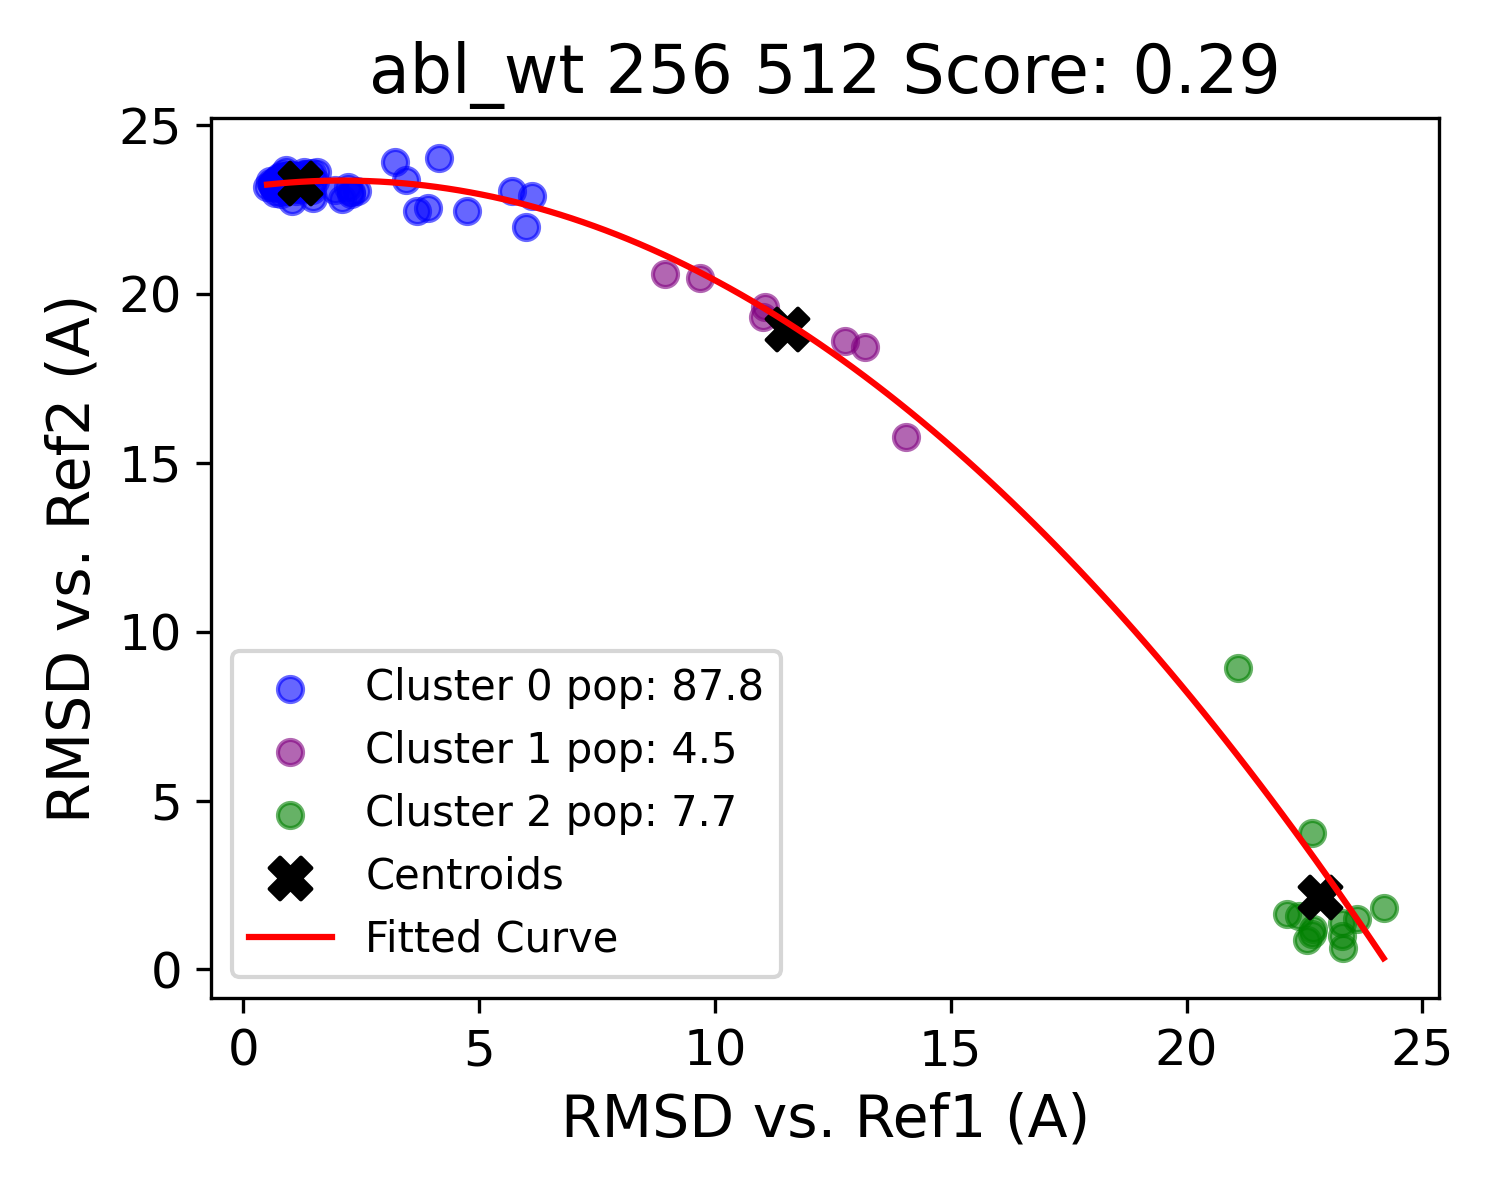 abl_wt 256 512 Score: 0.29
RMSD vs. Ref2 (A)
25
20
15
10
5
0
Cluster 0 pop: 87.8
Cluster 1 pop: 4.5
Cluster 2 pop: 7.7
Centroids
Fitted Curve
0 5 10 15 20 25
RMSD vs. Ref1 (A)